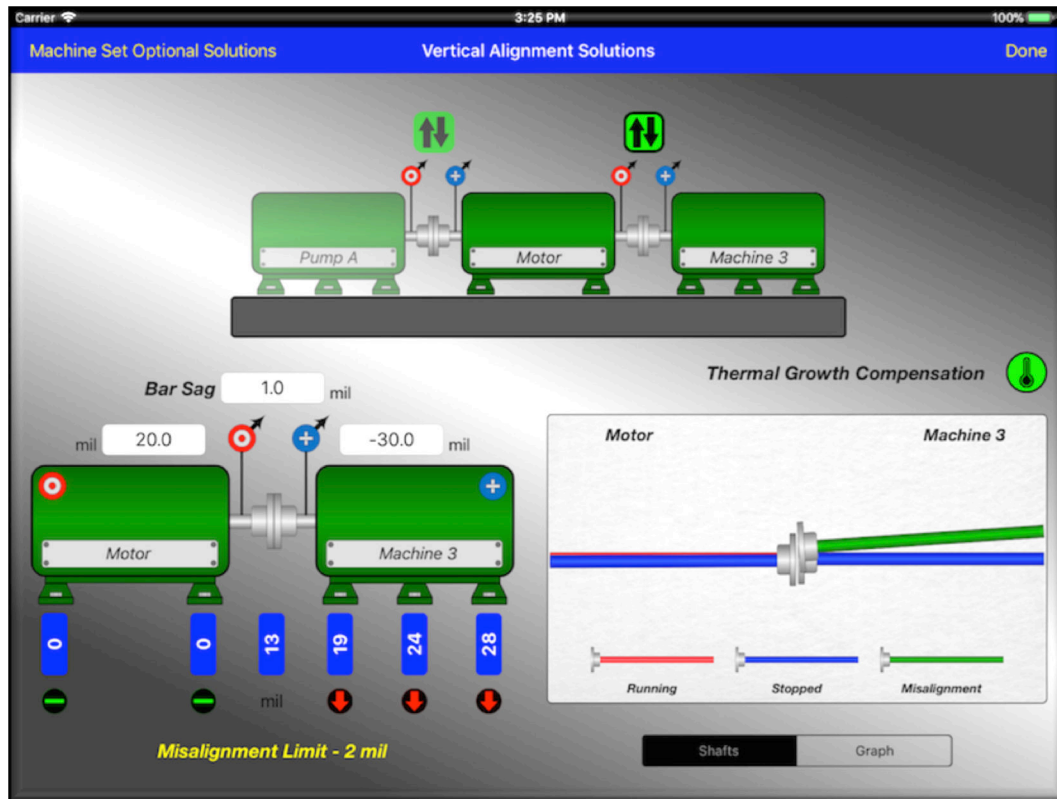 Carrier 3:25 PM 100%
Machine Set Optional Solutions Vertical Alignment Solutions Done
Pump A Motor Machine 3
Thermal Growth Compensation
Bar Sag 1.0 mil
mil 20.0 -30.0 mil
Motor Machine 3
Motor Machine 3
0 0 13 19 24 28
mil
Running Stopped Misalignment
Misalignment Limit - 2 mil
Shafts Graph